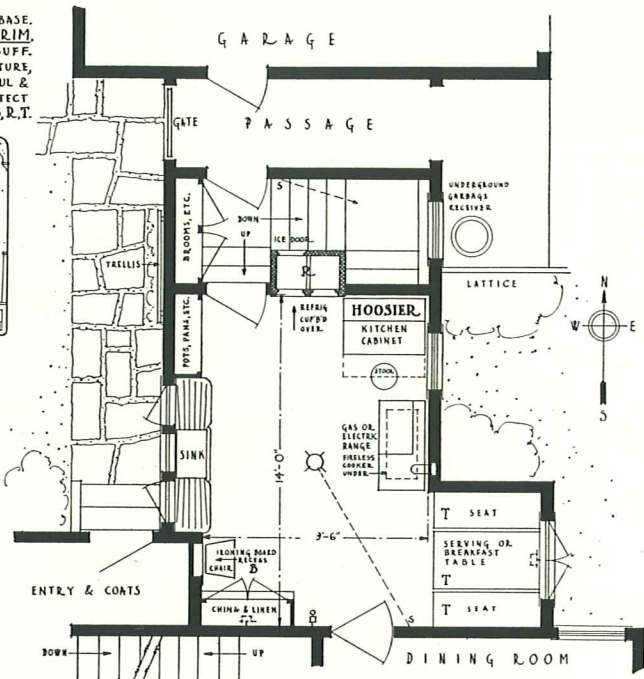 BASE.
RIM,
UFF.
TURE,
UL &
TECT
R.T.
GARAGE
GATE
PASSAGE
UNDERGROUND
GARBAGE
RECEIVER
S
BROOMS, ETC.
DOWN
UP
ICE DOOR
R
TRELLIS
LATTICE
N
W E
S
POTS, PANS, ETC.
REFRIG
CUP'B'D
OVER
HOOSIER
KITCHEN
CABINET
STOOL
SINK
14'-0"
GAS OR
ELECTRIC
RANGE
FIRELESS
COOKER
UNDER
T SEAT
SERVING OR
BREAKFAST
TABLE
T
T SEAT
9'-6"
IRONING BOARD
RECESS
CHAIR B
CHINA & LINEN
ENTRY & COATS
S
DOWN UP
DINING ROOM